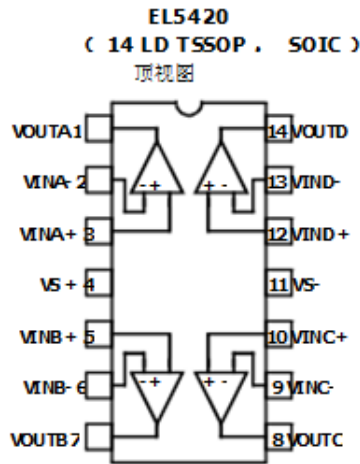 EL5420
( 14 LD TSSOP , SOIC )
顶视图
VOUTA 1 14 VOUTD
VINA- 2 - + + - 13 VIND-
VINA+ 3 12 VIND+
VS+ 4 11 VS-
VINB+ 5 10 VINC+
VINB- 6 - + + - 9 VINC-
VOUTB 7 8 VOUTC